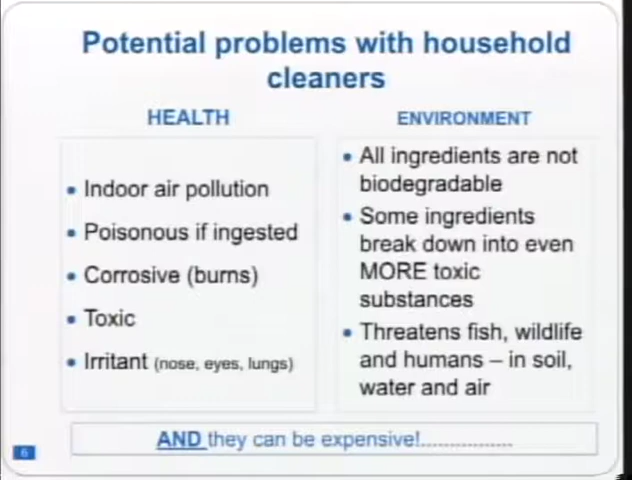 Potential problems with household
cleaners
HEALTH
• Indoor air pollution
• Poisonous if ingested
• Corrosive (burns)
• Toxic
• Irritant (nose, eyes, lungs)
ENVIRONMENT
• All ingredients are not
biodegradable
• Some ingredients
break down into even
MORE toxic
substances
• Threatens fish, wildlife
and humans – in soil,
water and air
AND they can be expensive!................
6